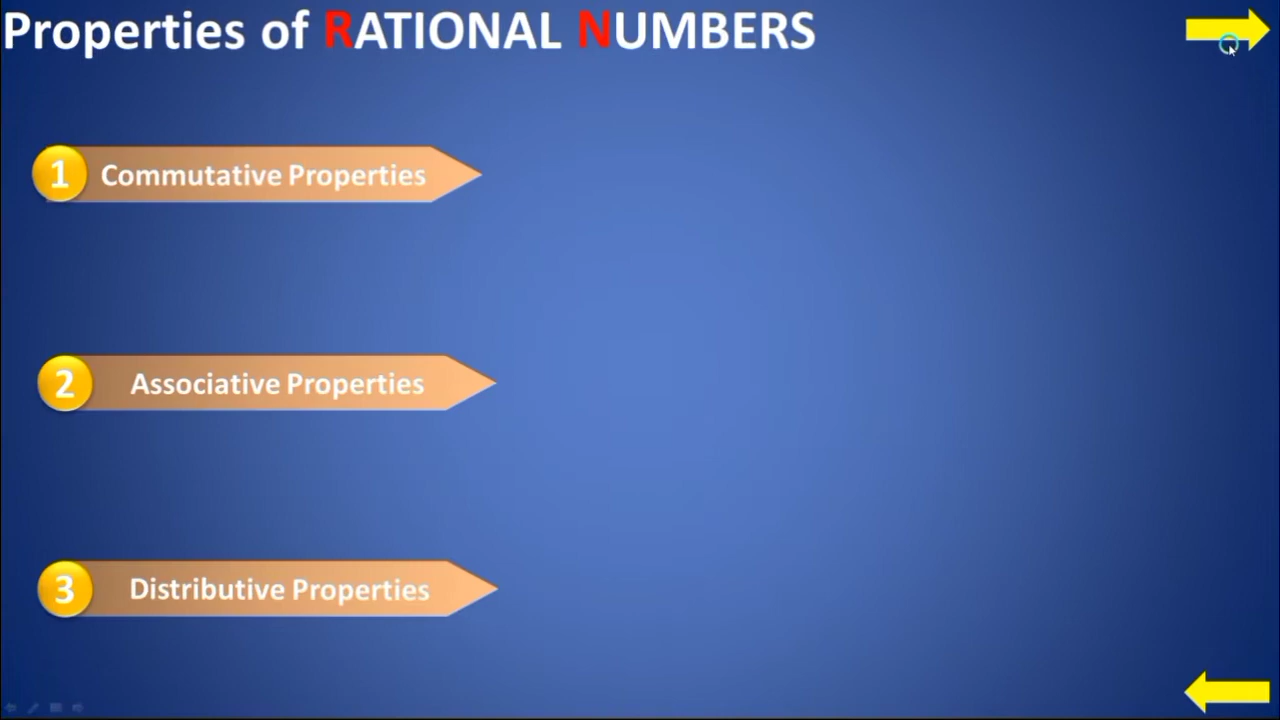 Properties of RATIONAL NUMBERS
1 Commutative Properties
2 Associative Properties
3 Distributive Properties